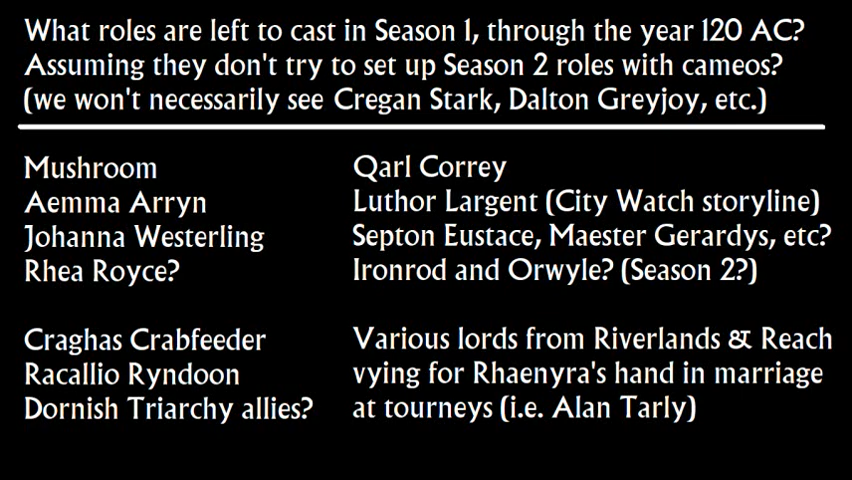 What roles are left to cast in Season 1, through the year 120 AC?
Assuming they don't try to set up Season 2 roles with cameos?
(we won't necessarily see Cregan Stark, Dalton Greyjoy, etc.)
Mushroom
Aemma Arryn
Johanna Westerling
Rhea Royce?
Craghas Crabfeeder
Racallio Ryndoon
Dornish Triarchy allies?
Qarl Correy
Luthor Largent (City Watch storyline)
Septon Eustace, Maester Gerardys, etc?
Ironrod and Orwyle? (Season 2?)
Various lords from Riverlands & Reach
vying for Rhaenyra's hand in marriage
at tourneys (i.e. Alan Tarly)